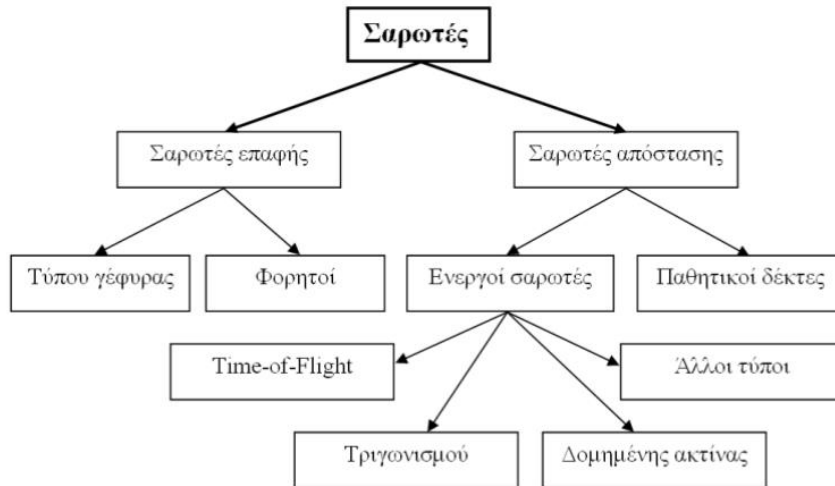 Σαρωτές
Σαρωτές επαφής
Σαρωτές απόστασης
Τύπου γέφυρας
Φορητοί
Ενεργοί σαρωτές
Παθητικοί δέκτες
Time-of-Flight
Άλλοι τύποι
Τριγωνισμού
Δομημένης ακτίνας